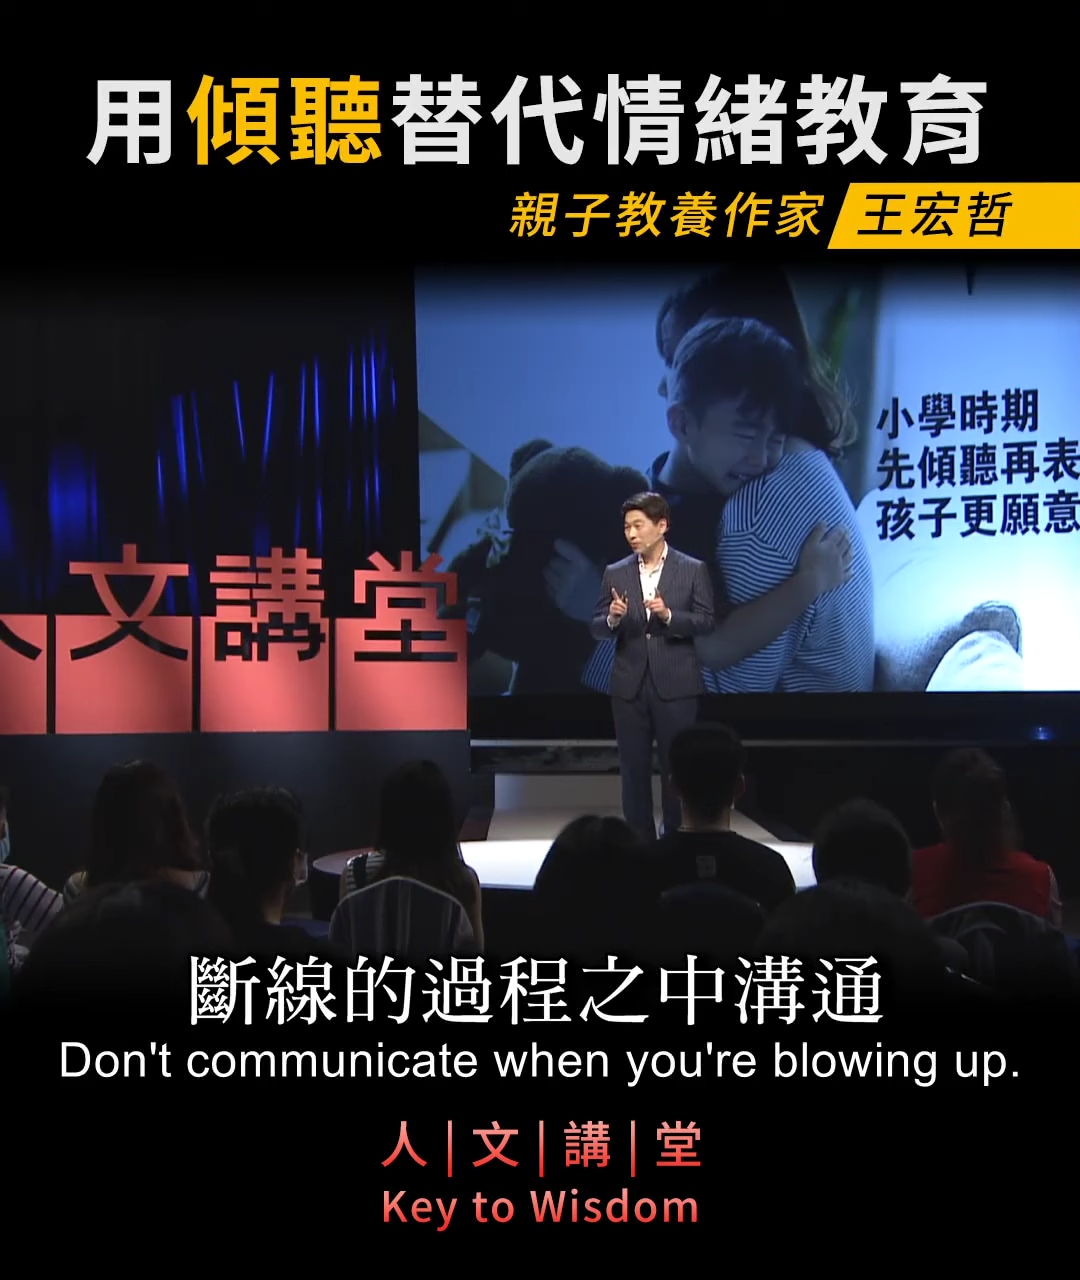 用傾聽替代情緒教育
親子教養作家 王宏哲
小學時期
先傾聽再表
孩子更願意
人文講堂
斷線的過程之中溝通
Don't communicate when you're blowing up.
人|文|講|堂
Key to Wisdom